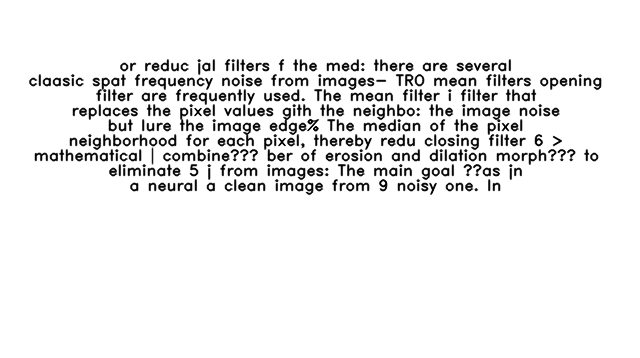 or reduc jal filters f the med: there are several
claasic spat frequency noise from images− TRO mean filters opening
filter are frequently used. The mean filter i filter that
replaces the pixel values gith the neighbo: the image noise
but lure the image edge% The median of the pixel
neighborhood for each pixel, thereby redu closing filter 6 >
mathematical | combine??? ber of erosion and dilation morph??? to
eliminate 5 j from images: The main goal ??as jn
a neural a clean image from 9 noisy one. In